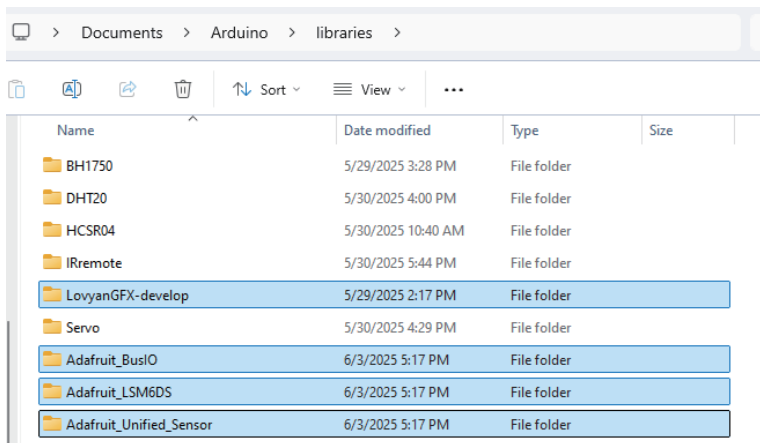 > Documents > Arduino > libraries >
Sort View ...
Name Date modified Type Size
BH1750 5/29/2025 3:28 PM File folder
DHT20 5/30/2025 4:00 PM File folder
HCSR04 5/30/2025 10:40 AM File folder
IRremote 5/30/2025 5:44 PM File folder
LovyanGFX-develop 5/29/2025 2:17 PM File folder
Servo 5/30/2025 4:29 PM File folder
Adafruit_BusIO 6/3/2025 5:17 PM File folder
Adafruit_LSM6DS 6/3/2025 5:17 PM File folder
Adafruit_Unified_Sensor 6/3/2025 5:17 PM File folder